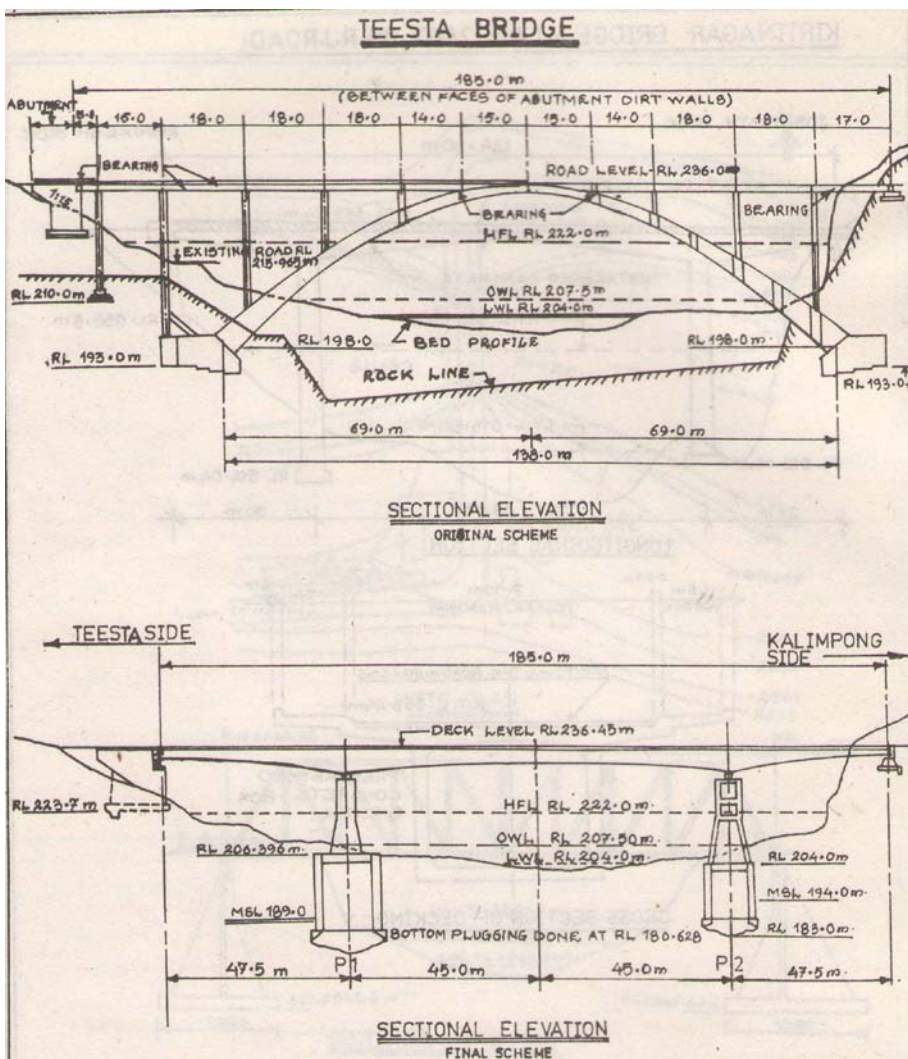 TEESTA BRIDGE
185.0 m
(BETWEEN FACES OF ABUTMENT DIRT WALLS)
ABUTMENT
16.0 18.0 18.0 18.0 14.0 15.0 15.0 14.0 18.0 18.0 17.0
BEARING
ROAD LEVEL-RL 236.0m
BEARING
BEARING
HFL RL 222.0 m
EXISTING ROAD RL
215.965m
RL 210.0m
OWL RL 207.5m
LWL RL 204.0m
RL 198.0
BED PROFILE
RL 198.0m
RL 193.0m
ROCK LINE
RL 193.0
69.0 m 69.0 m
138.0m
SECTIONAL ELEVATION
ORIGINAL SCHEME
TEESTA SIDE
KALIMPONG
SIDE
185.0 m
DECK LEVEL RL 236.45m
RL 223.7 m
HFL RL 222.0m
OWL RL 207.50m
RL 206.396m
LWL RL 204.0m
RL 204.0m
MSL 189.0
MSL 194.0m
RL 183.0m
BOTTOM PLUGGING DONE AT RL 180.628
P1 P2
47.5 m 45.0m 45.0m 47.5m
SECTIONAL ELEVATION
FINAL SCHEME